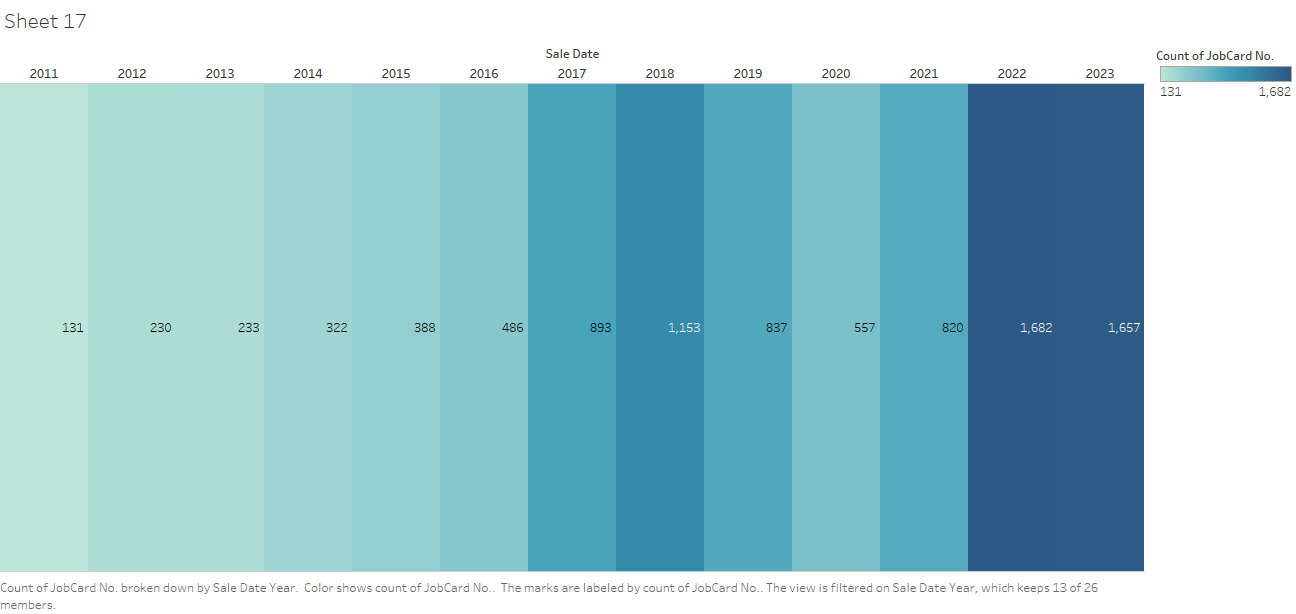 Sheet 17
Sale Date
Count of JobCard No.
2011 2012 2013 2014 2015 2016 2017 2018 2019 2020 2021 2022 2023
131 1,682
131 230 233 322 388 486 893 1,153 837 557 820 1,682 1,657
Count of JobCard No. broken down by Sale Date Year.  Color shows count of JobCard No..  The marks are labeled by count of JobCard No.. The view is filtered on Sale Date Year, which keeps 13 of 26
members.